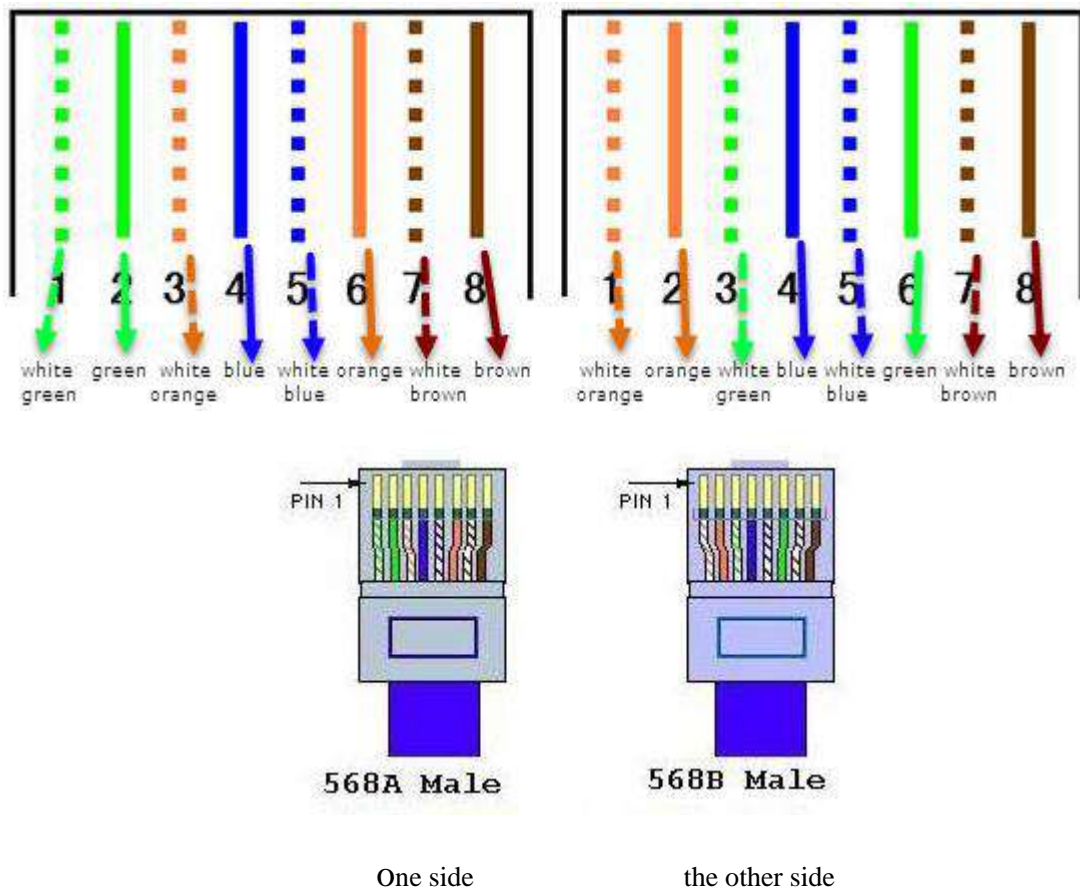 1 2 3 4 5 6 7 8 1 2 3 4 5 6 7 8
white green white blue white orange white brown white orange white blue white green white brown
green orange blue brown orange green blue brown
PIN 1 PIN 1
568A Male 568B Male
One side the other side